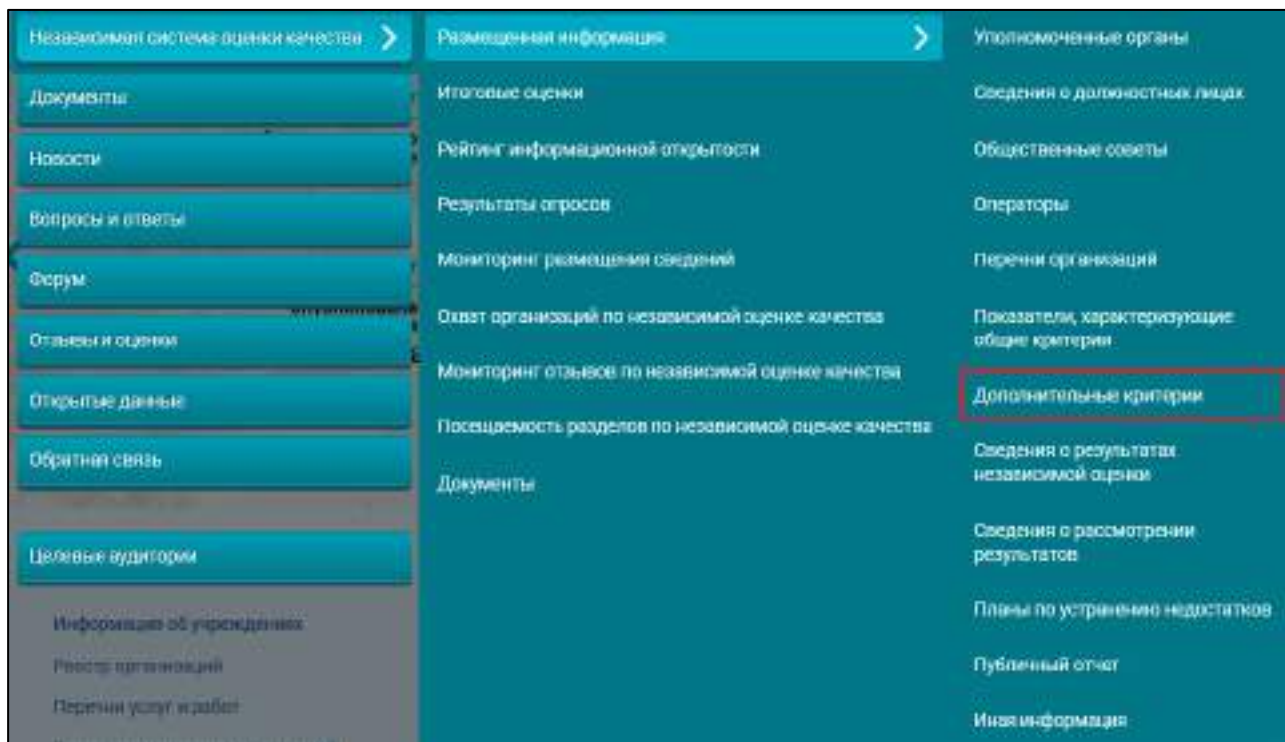 Независимая система оценки качества
Документы
Новости
Вопросы и ответы
Форум
Отзывы и оценки
Открытые данные
Обратная связь
Целевые аудитории
Информация об учреждениях
Реестр организаций
Перечни услуг и работ
Размещенная информация
Итоговые оценки
Рейтинг информационной открытости
Результаты опросов
Мониторинг размещения сведений
Охват организаций по независимой оценке качества
Мониторинг отзывов по независимой оценке качества
Посещаемость разделов по независимой оценке качества
Документы
Уполномоченные органы
Сведения о должностных лицах
Общественные советы
Операторы
Перечни организаций
Показатели, характеризующие
общие критерии
Дополнительные критерии
Сведения о результатах
независимой оценки
Сведения о рассмотрении
результатов
Планы по устранению недостатков
Публичный отчет
Иная информация